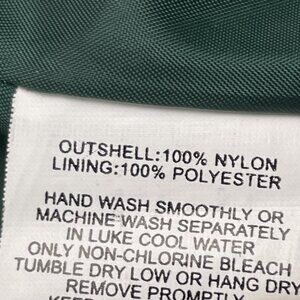 OUTSHELL:100% NYLON
LINING:100% POLYESTER
HAND WASH SMOOTHLY OR
MACHINE WASH SEPARATELY
IN LUKE COOL WATER
ONLY NON-CHLORINE BLEACH
TUMBLE DRY LOW OR HANG DRY
REMOVE PROMPTLY